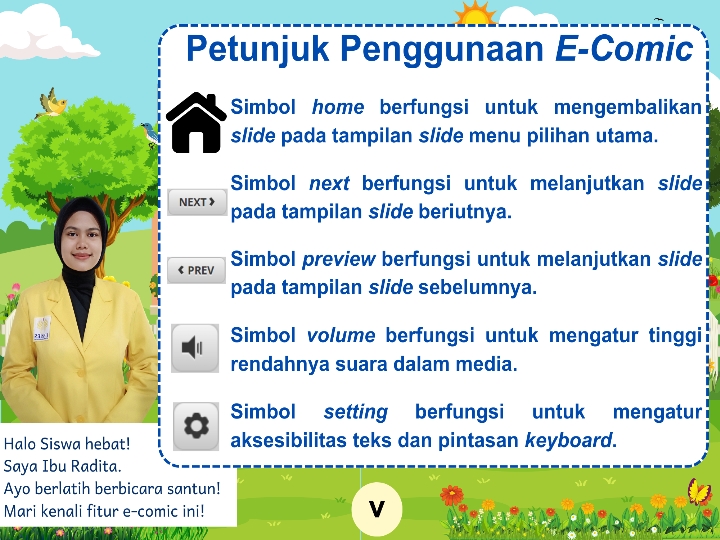 Petunjuk Penggunaan E-Comic
Simbol home berfungsi untuk mengembalikan
slide pada tampilan slide menu pilihan utama.
NEXT
Simbol next berfungsi untuk melanjutkan slide
pada tampilan slide beriutnya.
PREV
Simbol preview berfungsi untuk melanjutkan slide
pada tampilan slide sebelumnya.
Simbol volume berfungsi untuk mengatur tinggi
rendahnya suara dalam media.
Simbol setting berfungsi untuk mengatur
aksesibilitas teks dan pintasan keyboard.
Halo Siswa hebat!
Saya Ibu Radita.
Ayo berlatih berbicara santun!
Mari kenali fitur e-comic ini!
V